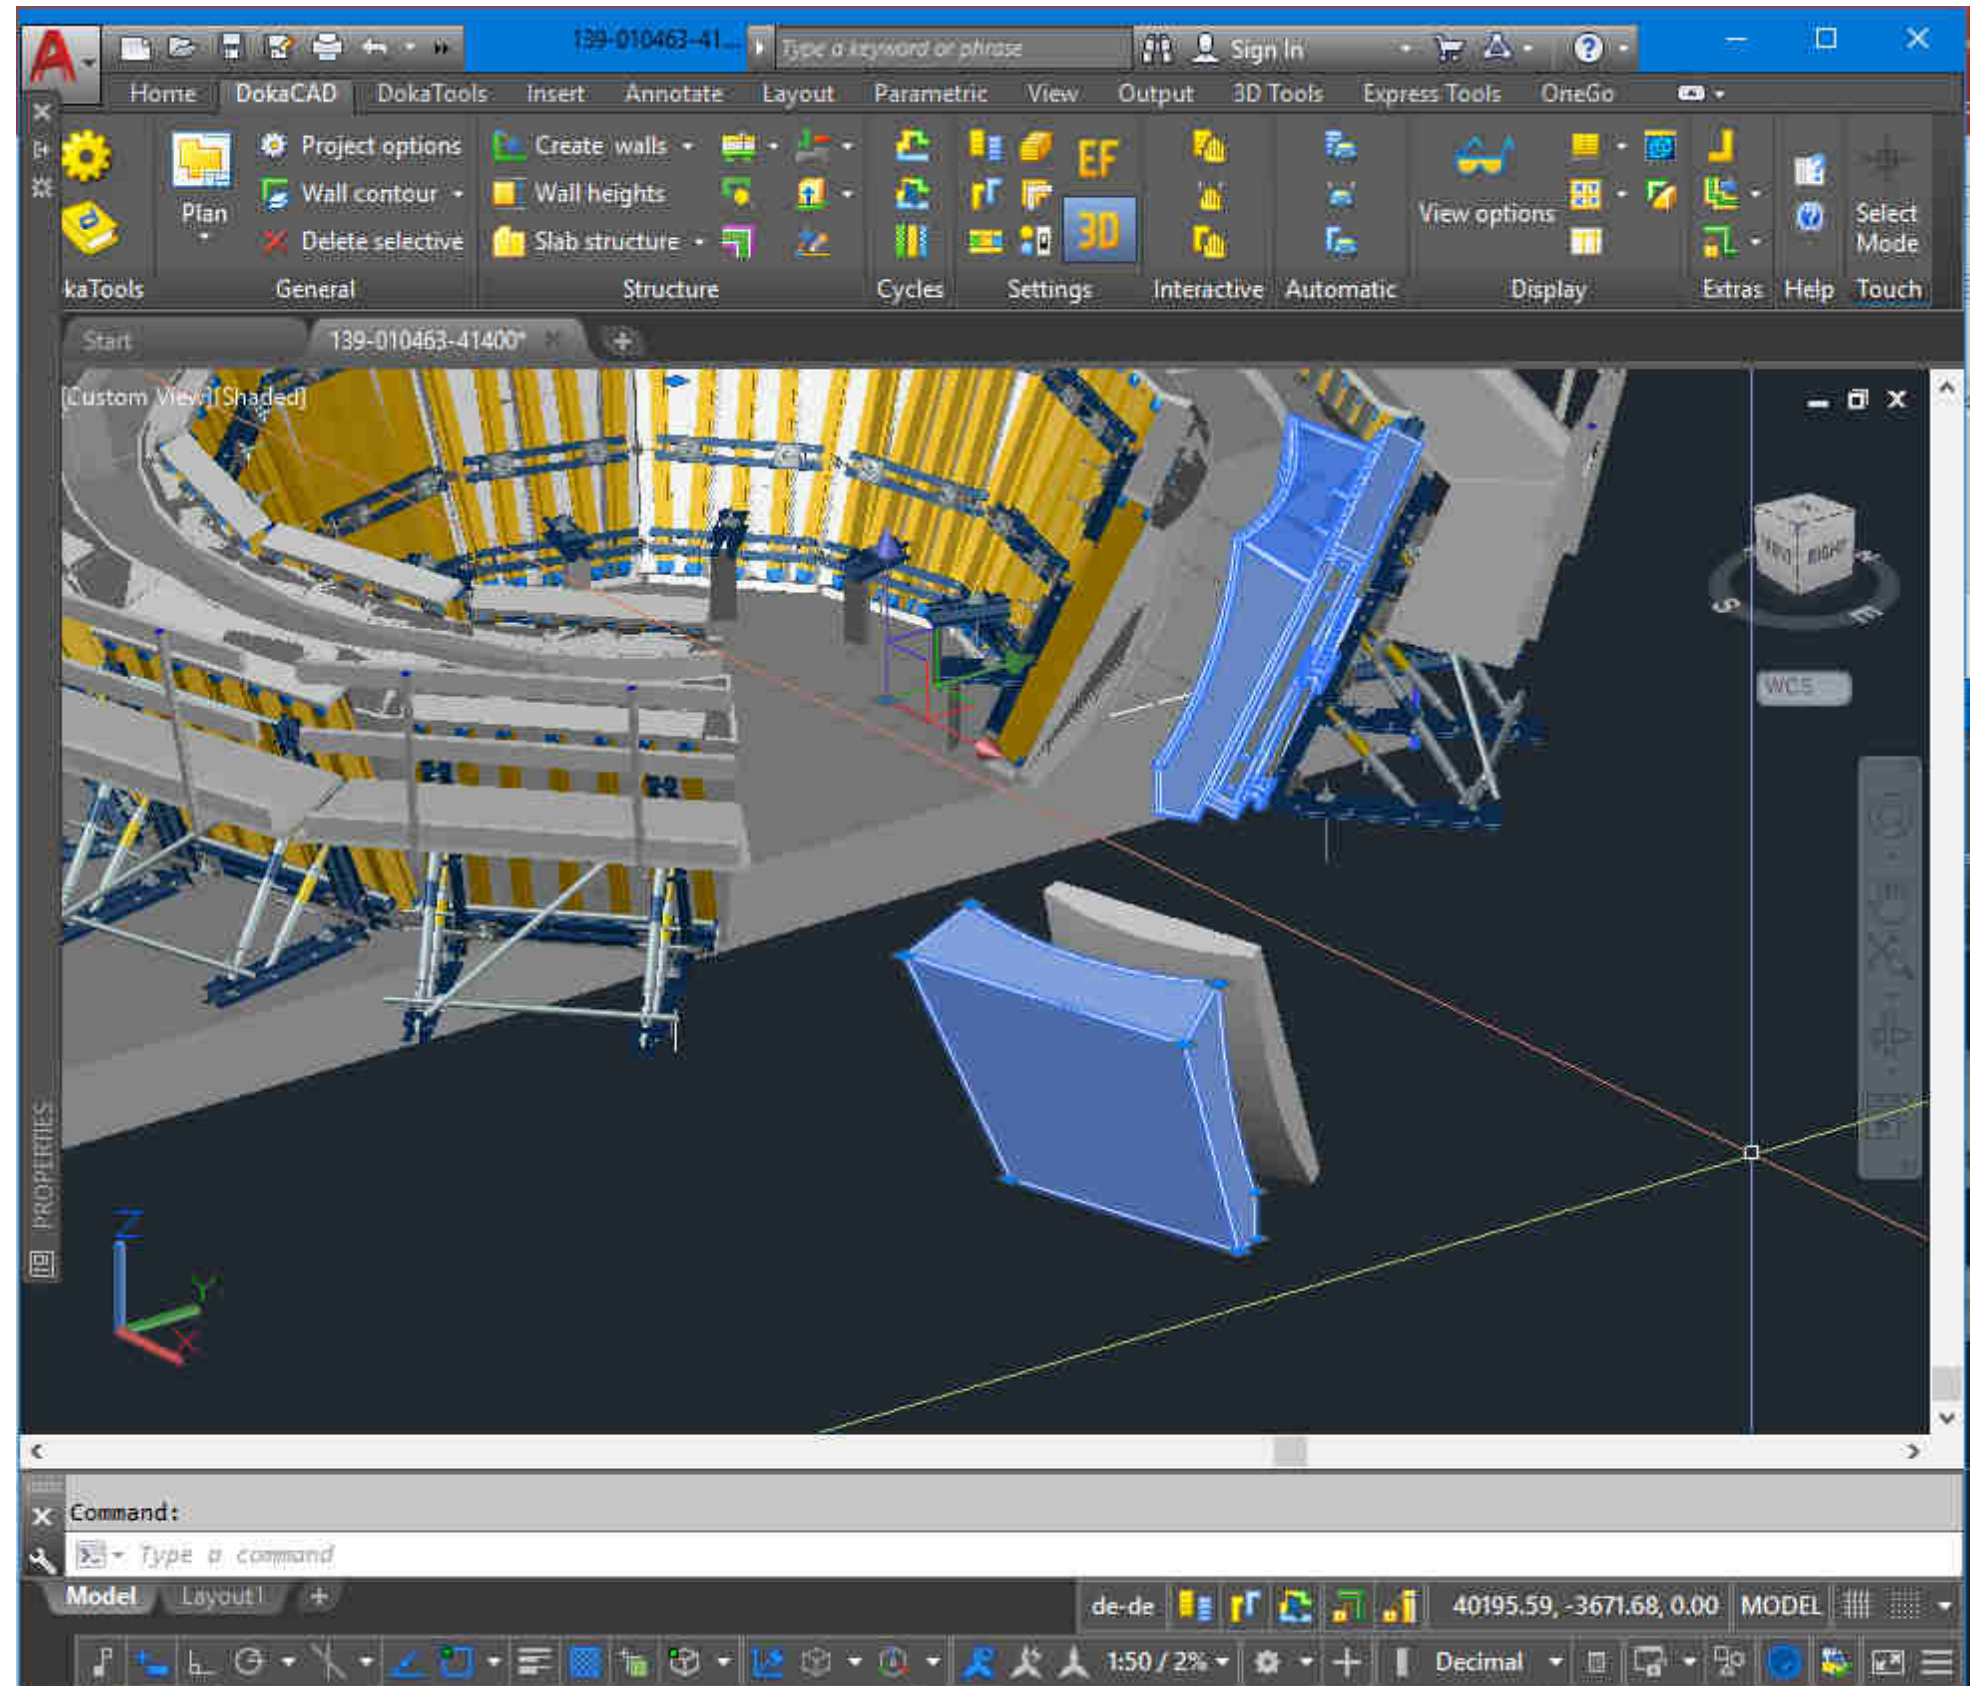 139-010463-41...
Type a keyword or phrase
Sign In
Home DokaCAD DokaTools Insert Annotate Layout Parametric View Output 3D Tools Express Tools OneGo
Project options
Wall contour
Delete selective
Plan
Create walls
Wall heights
Slab structure
EF
3D
View options
Select
Mode
kaTools General Structure Cycles Settings Interactive Automatic Display Extras Help Touch
Start 139-010463-41400*
[Custom View][Shaded]
RIGHT
S
E
WCS
PROPERTIES
Z
Y
X
Command:
Type a command
Model Layout1 +
de-de 40195.59, -3671.68, 0.00 MODEL
1:50 / 2% Decimal